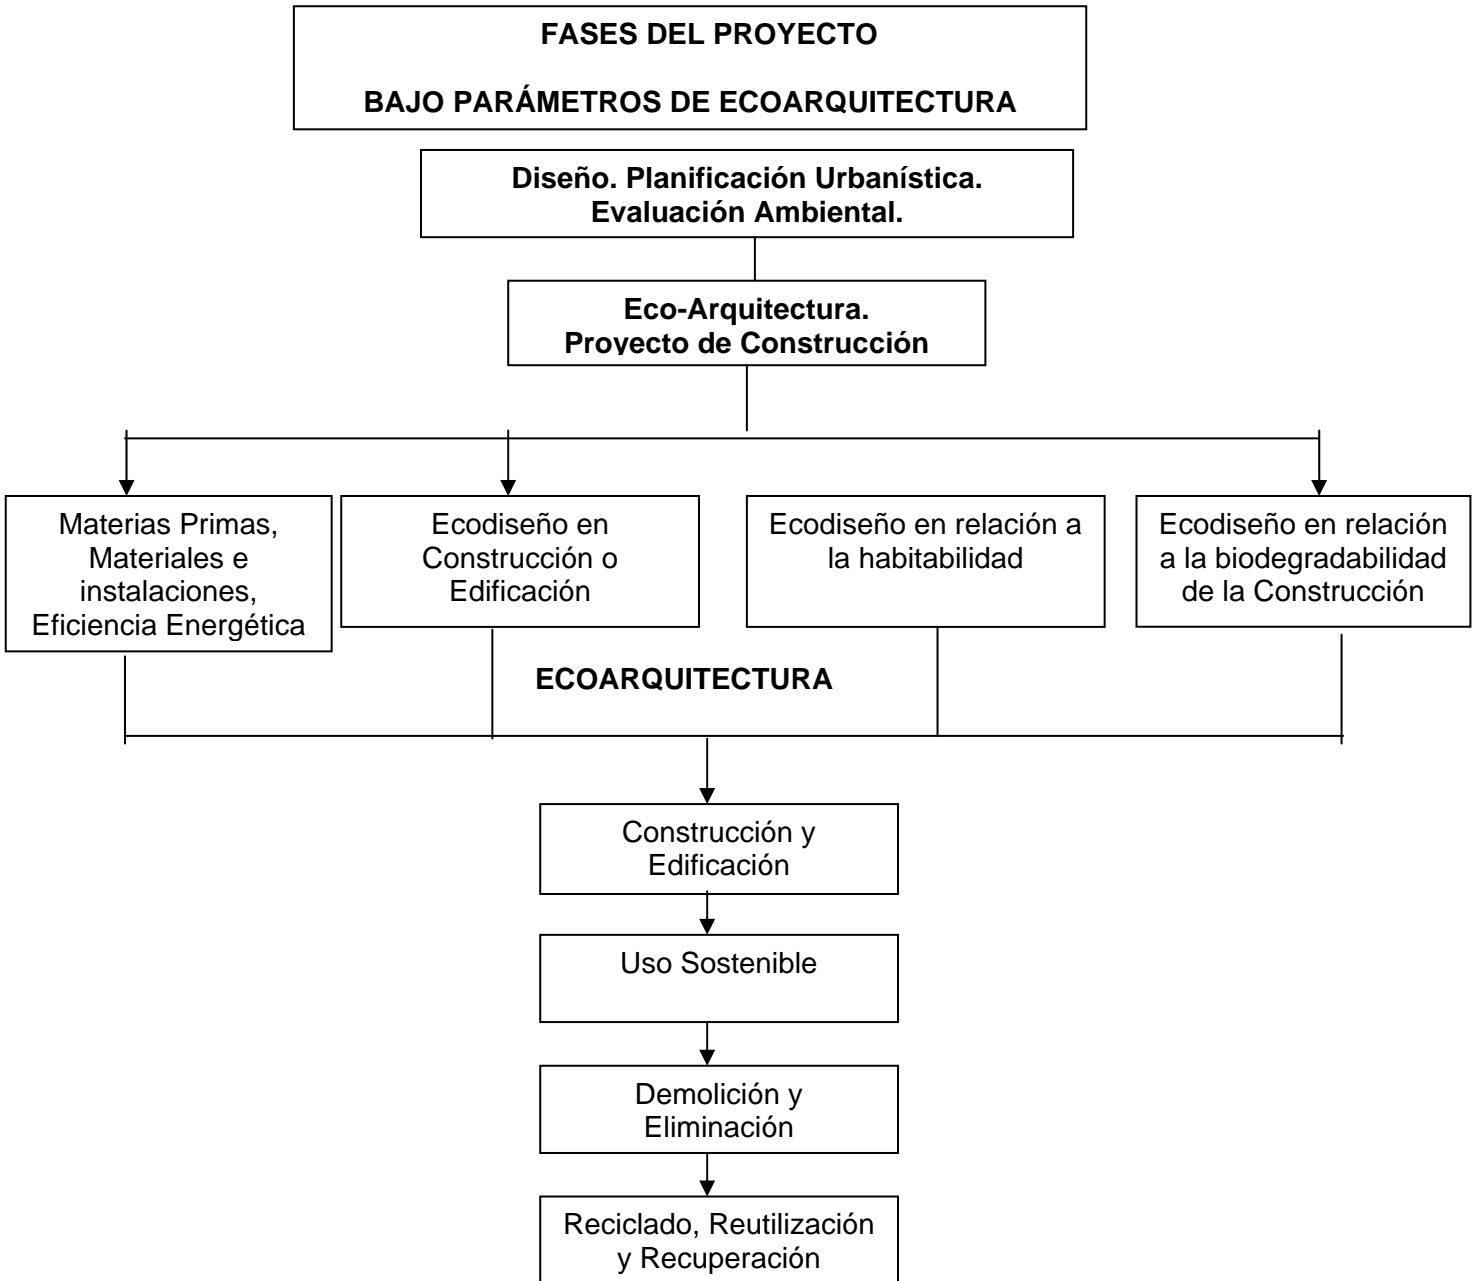 FASES DEL PROYECTO
BAJO PARÁMETROS DE ECOARQUITECTURA
Diseño. Planificación Urbanística.
Evaluación Ambiental.
Eco-Arquitectura.
Proyecto de Construcción
Materias Primas,
Materiales e
instalaciones,
Eficiencia Energética
Ecodiseño en
Construcción o
Edificación
Ecodiseño en relación a
la habitabilidad
Ecodiseño en relación
a la biodegradabilidad
de la Construcción
ECOARQUITECTURA
Construcción y
Edificación
Uso Sostenible
Demolición y
Eliminación
Reciclado, Reutilización
y Recuperación